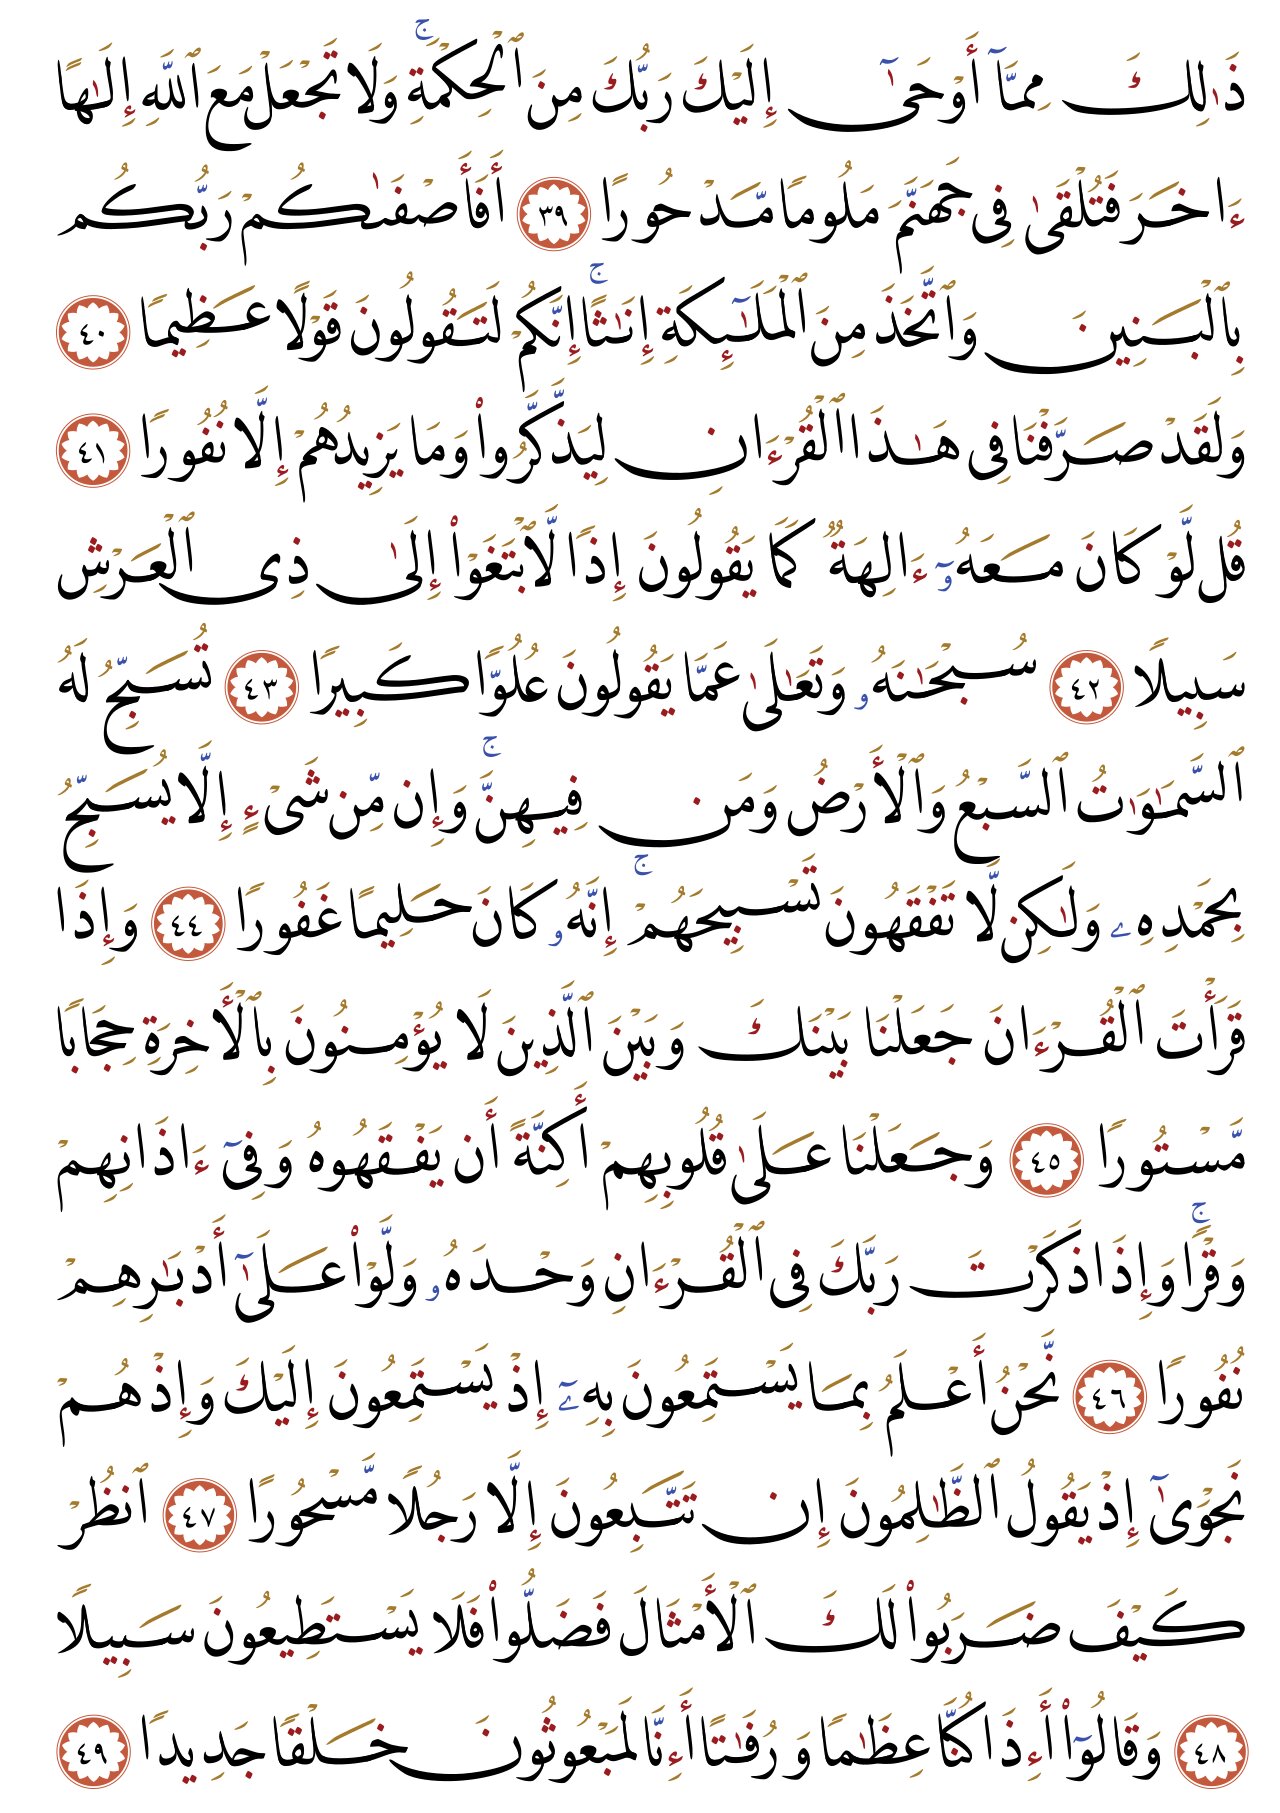 ذَٰلِكَ مِمَّآ أَوْحَىٰٓ إِلَيْكَ رَبُّكَ مِنَ ٱلْحِكْمَةِ ۚ وَلَا تَجْعَلْ مَعَ ٱللَّهِ إِلَـٰهًا
ءَاخَرَ فَتُلْقَىٰ فِى جَهَنَّمَ مَلُومًا مَّدْحُورًا ٣٩ أَفَأَصْفَىٰكُمْ رَبُّكُم
بِٱلْبَنِينَ وَٱتَّخَذَ مِنَ ٱلْمَلَـٰٓئِكَةِ إِنَـٰثًا ۚ إِنَّكُمْ لَتَقُولُونَ قَوْلًا عَظِيمًا ٤٠
وَلَقَدْ صَرَّفْنَا فِى هَـٰذَا ٱلْقُرْءَانِ لِيَذَّكَّرُوا۟ وَمَا يَزِيدُهُمْ إِلَّا نُفُورًا ٤١
قُل لَّوْ كَانَ مَعَهُۥٓ ءَالِهَةٌ كَمَا يَقُولُونَ إِذًا لَّٱبْتَغَوْا۟ إِلَىٰ ذِى ٱلْعَرْشِ
سَبِيلًا ٤٢ سُبْحَـٰنَهُۥ وَتَعَـٰلَىٰ عَمَّا يَقُولُونَ عُلُوًّا كَبِيرًا ٤٣ تُسَبِّحُ لَهُ
ٱلسَّمَـٰوَٰتُ ٱلسَّبْعُ وَٱلْأَرْضُ وَمَن فِيهِنَّ ۚ وَإِن مِّن شَىْءٍ إِلَّا يُسَبِّحُ
بِحَمْدِهِۦ وَلَـٰكِن لَّا تَفْقَهُونَ تَسْبِيحَهُمْ ۚ إِنَّهُۥ كَانَ حَلِيمًا غَفُورًا ٤٤ وَإِذَا
قَرَأْتَ ٱلْقُرْءَانَ جَعَلْنَا بَيْنَكَ وَبَيْنَ ٱلَّذِينَ لَا يُؤْمِنُونَ بِٱلْأَخِرَةِ حِجَابًا
مَّسْتُورًا ٤٥ وَجَعَلْنَا عَلَىٰ قُلُوبِهِمْ أَكِنَّةً أَن يَفْقَهُوهُ وَفِىٓ ءَاذَانِهِمْ
وَقْرًا ۚ وَإِذَا ذَكَرْتَ رَبَّكَ فِى ٱلْقُرْءَانِ وَحْدَهُۥ وَلَّوْا۟ عَلَىٰٓ أَدْبَـٰرِهِمْ
نُفُورًا ٤٦ نَّحْنُ أَعْلَمُ بِمَا يَسْتَمِعُونَ بِهِۦٓ إِذْ يَسْتَمِعُونَ إِلَيْكَ وَإِذْ هُمْ
نَجْوَىٰٓ إِذْ يَقُولُ ٱلظَّـٰلِمُونَ إِن تَتَّبِعُونَ إِلَّا رَجُلًا مَّسْحُورًا ٤٧ ٱنظُرْ
كَيْفَ ضَرَبُوا۟ لَكَ ٱلْأَمْثَالَ فَضَلُّوا۟ فَلَا يَسْتَطِيعُونَ سَبِيلًا
٤٨ وَقَالُوٓا۟ أَءِذَا كُنَّا عِظَـٰمًا وَرُفَـٰتًا أَءِنَّا لَمَبْعُوثُونَ خَلْقًا جَدِيدًا ٤٩